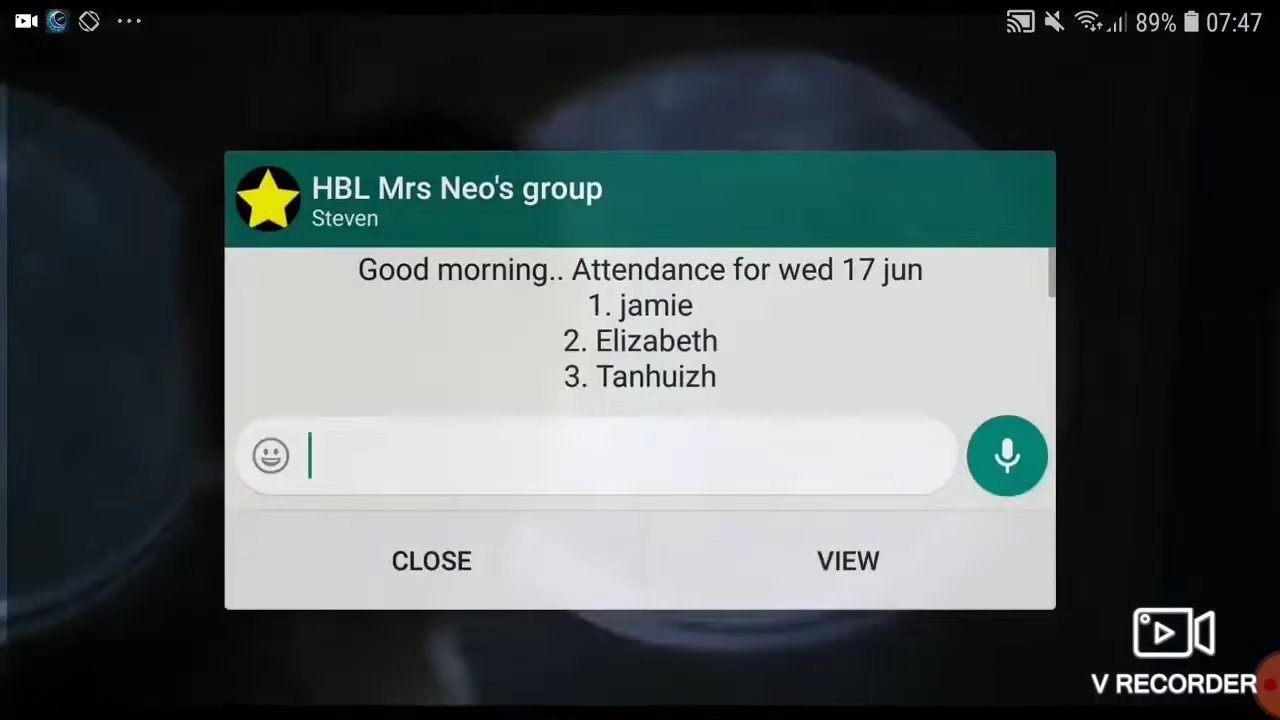 89% 07:47
HBL Mrs Neo's group
Steven
Good morning.. Attendance for wed 17 jun
1. jamie
2. Elizabeth
3. Tanhuizh
CLOSE VIEW
V RECORDER